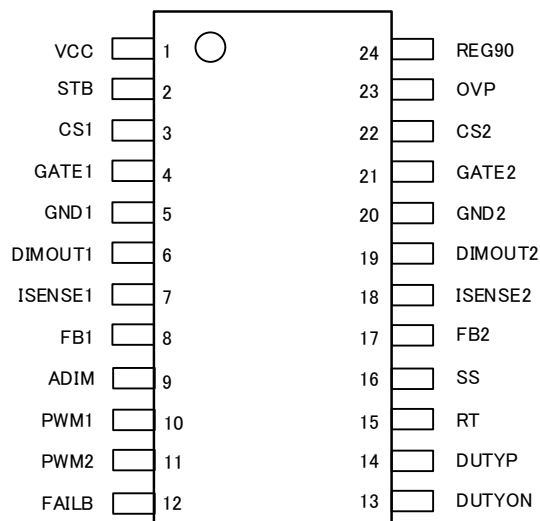 VCC 1 24 REG90
STB 2 23 OVP
CS1 3 22 CS2
GATE1 4 21 GATE2
GND1 5 20 GND2
DIMOUT1 6 19 DIMOUT2
ISENSE1 7 18 ISENSE2
FB1 8 17 FB2
ADIM 9 16 SS
PWM1 10 15 RT
PWM2 11 14 DUTYP
FAILB 12 13 DUTYON